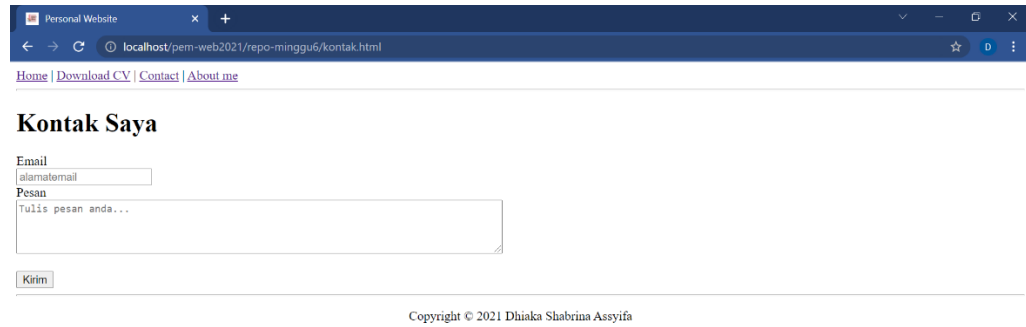 Personal Website
localhost/pem-web2021/repo-minggu6/kontak.html
D
Home | Download CV | Contact | About me
Kontak Saya
Email
alamatemail
Pesan
Tulis pesan anda...
Kirim
Copyright © 2021 Dhiaka Shabrina Assyifa